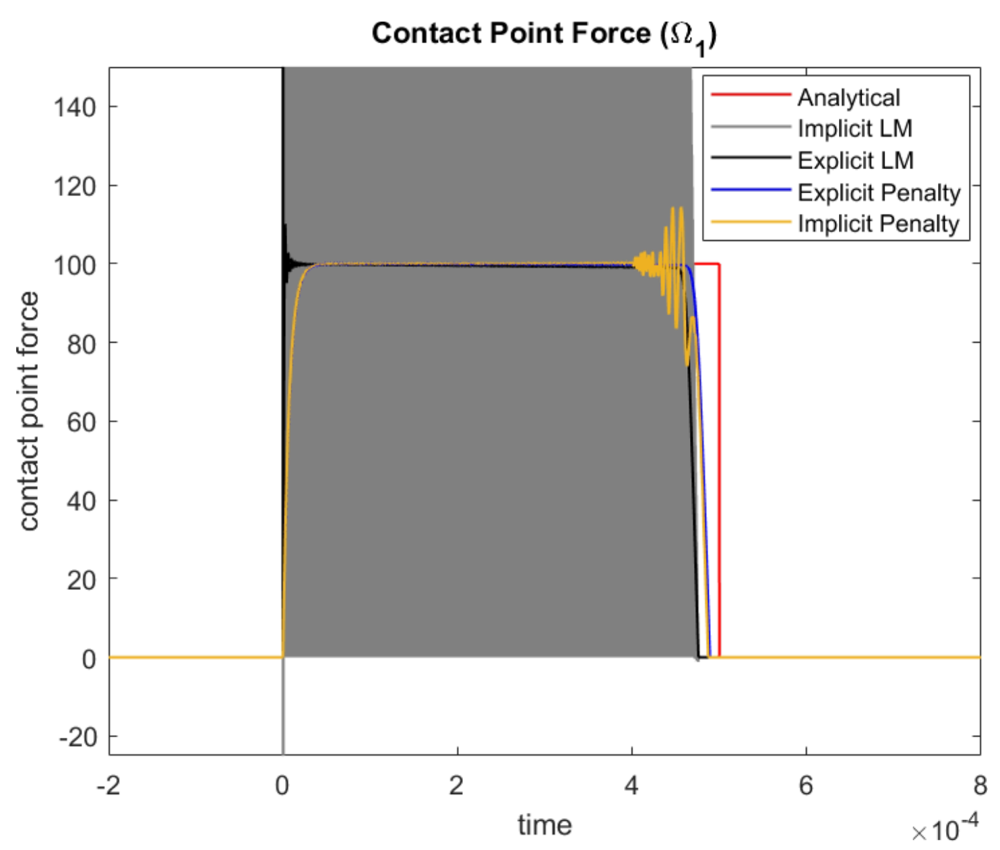 Contact Point Force (Ω1)
140
120
100
80
60
40
20
0
-20
contact point force
Analytical
Implicit LM
Explicit LM
Explicit Penalty
Implicit Penalty
-2 0 2 4 6 8
time
×10-4